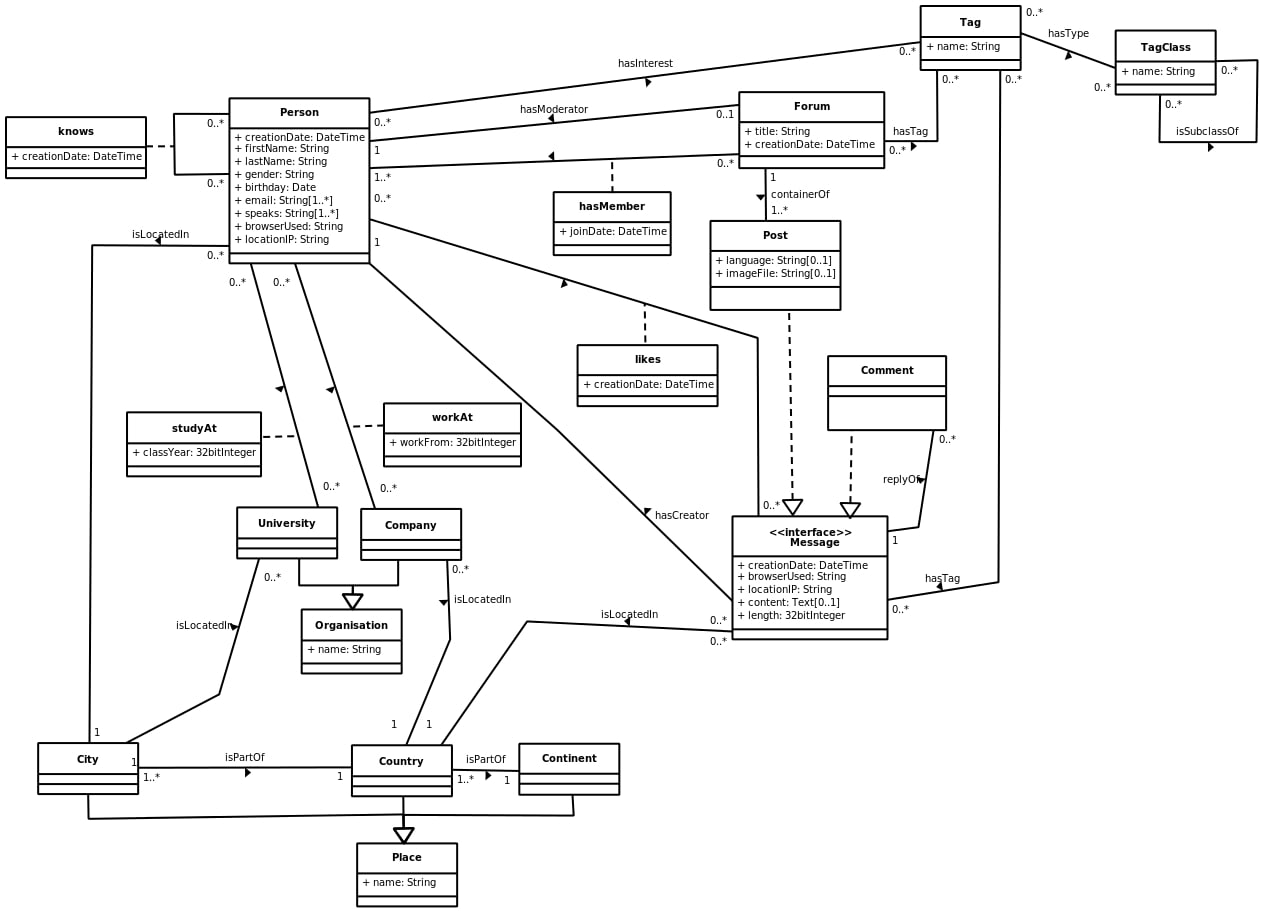 Tag
+ name: String
0..*
0..*
0..*
0..*
hasType
TagClass
+ name: String
0..*
0..*
0..*
isSubclassOf
hasInterest
hasModerator
Person
+ creationDate: DateTime
+ firstName: String
+ lastName: String
+ gender: String
+ birthday: Date
+ email: String[1..*]
+ speaks: String[1..*]
+ browserUsed: String
+ locationIP: String
knows
+ creationDate: DateTime
0..*
0..*
0..*
1
1..*
0..*
1
0..1
0..*
Forum
+ title: String
+ creationDate: DateTime
hasTag
0..*
1
containerOf
1..*
hasMember
+ joinDate: DateTime
Post
+ language: String[0..1]
+ imageFile: String[0..1]
isLocatedIn
0..*
0..*
0..*
likes
+ creationDate: DateTime
Comment
0..*
replyOf
1
studyAt
+ classYear: 32bitInteger
workAt
+ workFrom: 32bitInteger
0..*
0..*
0..*
University
Company
hasCreator
<<interface>>
Message
+ creationDate: DateTime
+ browserUsed: String
+ locationIP: String
+ content: Text[0..1]
+ length: 32bitInteger
hasTag
0..*
0..*
0..*
0..*
0..*
isLocatedIn
isLocatedIn
isLocatedIn
Organisation
+ name: String
1
1
1
1
City
1..*
isPartOf
1
Country
1..*
isPartOf
1
Continent
Place
+ name: String